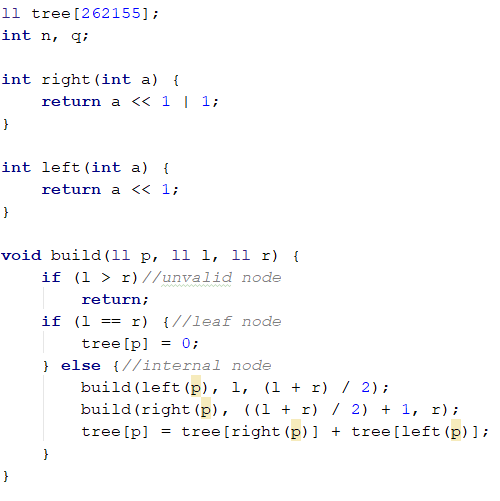 ll tree[262155];
int n, q;

int right(int a) {
    return a << 1 | 1;
}

int left(int a) {
    return a << 1;
}

void build(ll p, ll l, ll r) {
    if (l > r)//unvalid node
        return;
    if (l == r) {//leaf node
        tree[p] = 0;
    } else {//internal node
        build(left(p), l, (l + r) / 2);
        build(right(p), ((l + r) / 2) + 1, r);
        tree[p] = tree[right(p)] + tree[left(p)];
    }
}